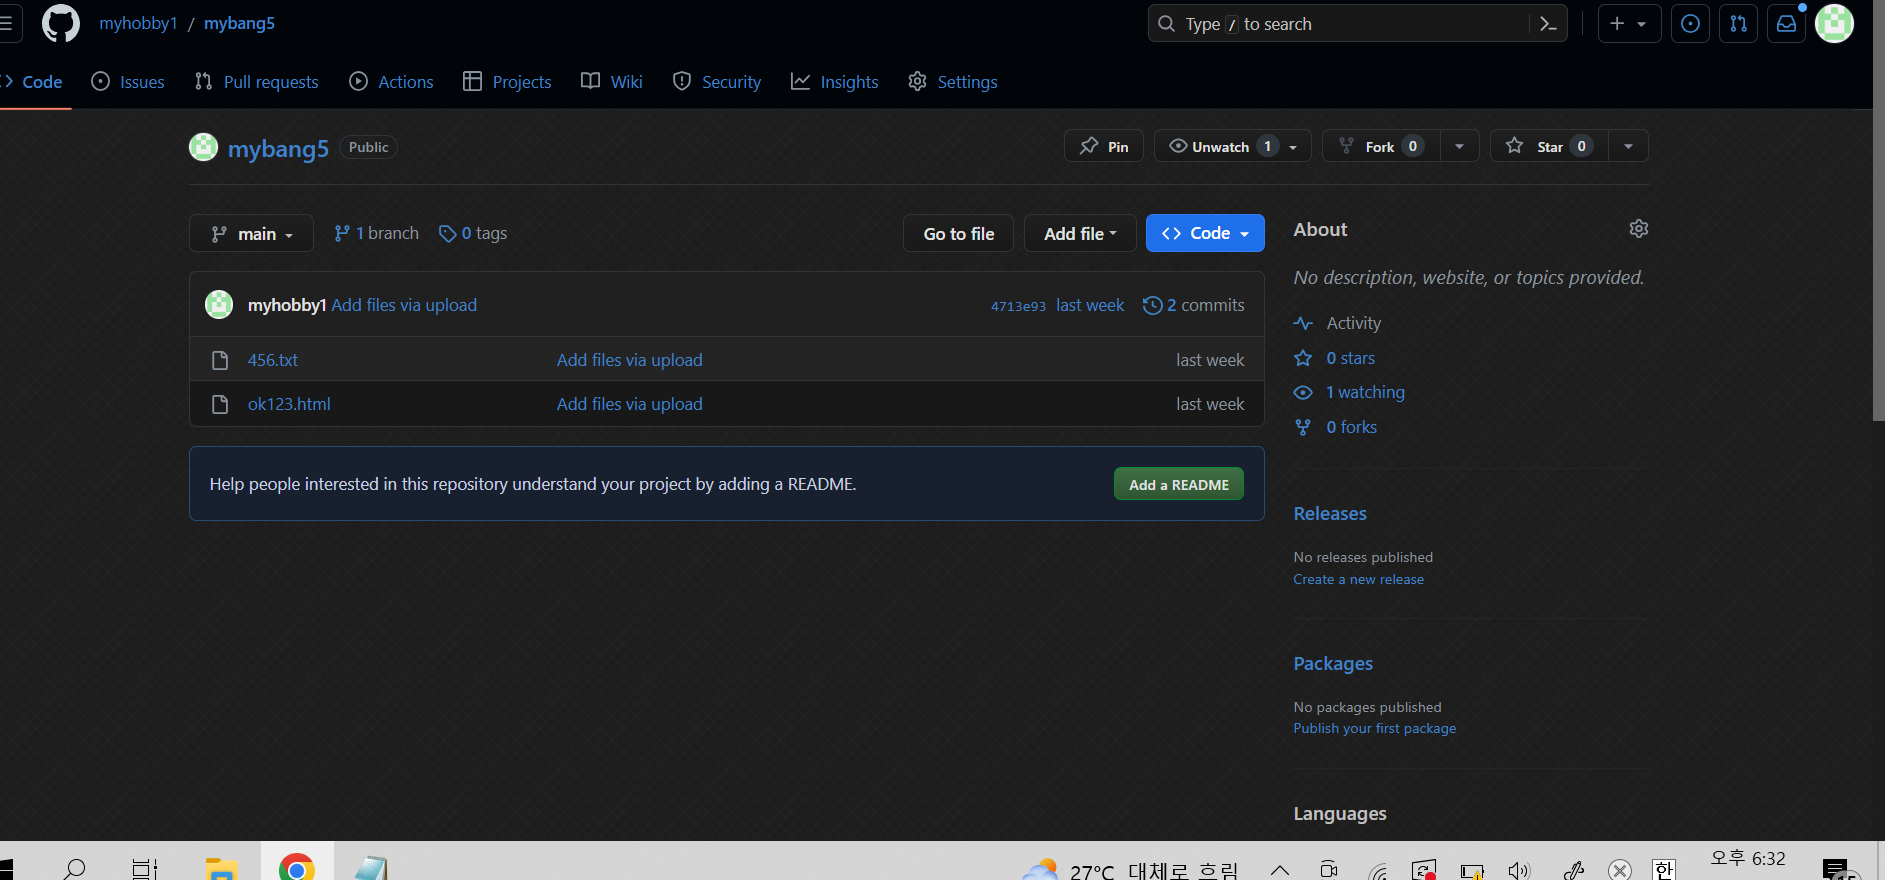 myhobby1 / mybang5
Type / to search
Code
Issues
Pull requests
Actions
Projects
Wiki
Security
Insights
Settings
mybang5 Public
Pin
Unwatch 1
Fork 0
Star 0
main
1 branch
0 tags
Go to file
Add file
Code
myhobby1 Add files via upload
4713e93 last week
2 commits
456.txt Add files via upload last week
ok123.html Add files via upload last week
Help people interested in this repository understand your project by adding a README.
Add a README
About
No description, website, or topics provided.
Activity
0 stars
1 watching
0 forks
Releases
No releases published
Create a new release
Packages
No packages published
Publish your first package
Languages
27°C 대체로 흐림
한
오후 6:32